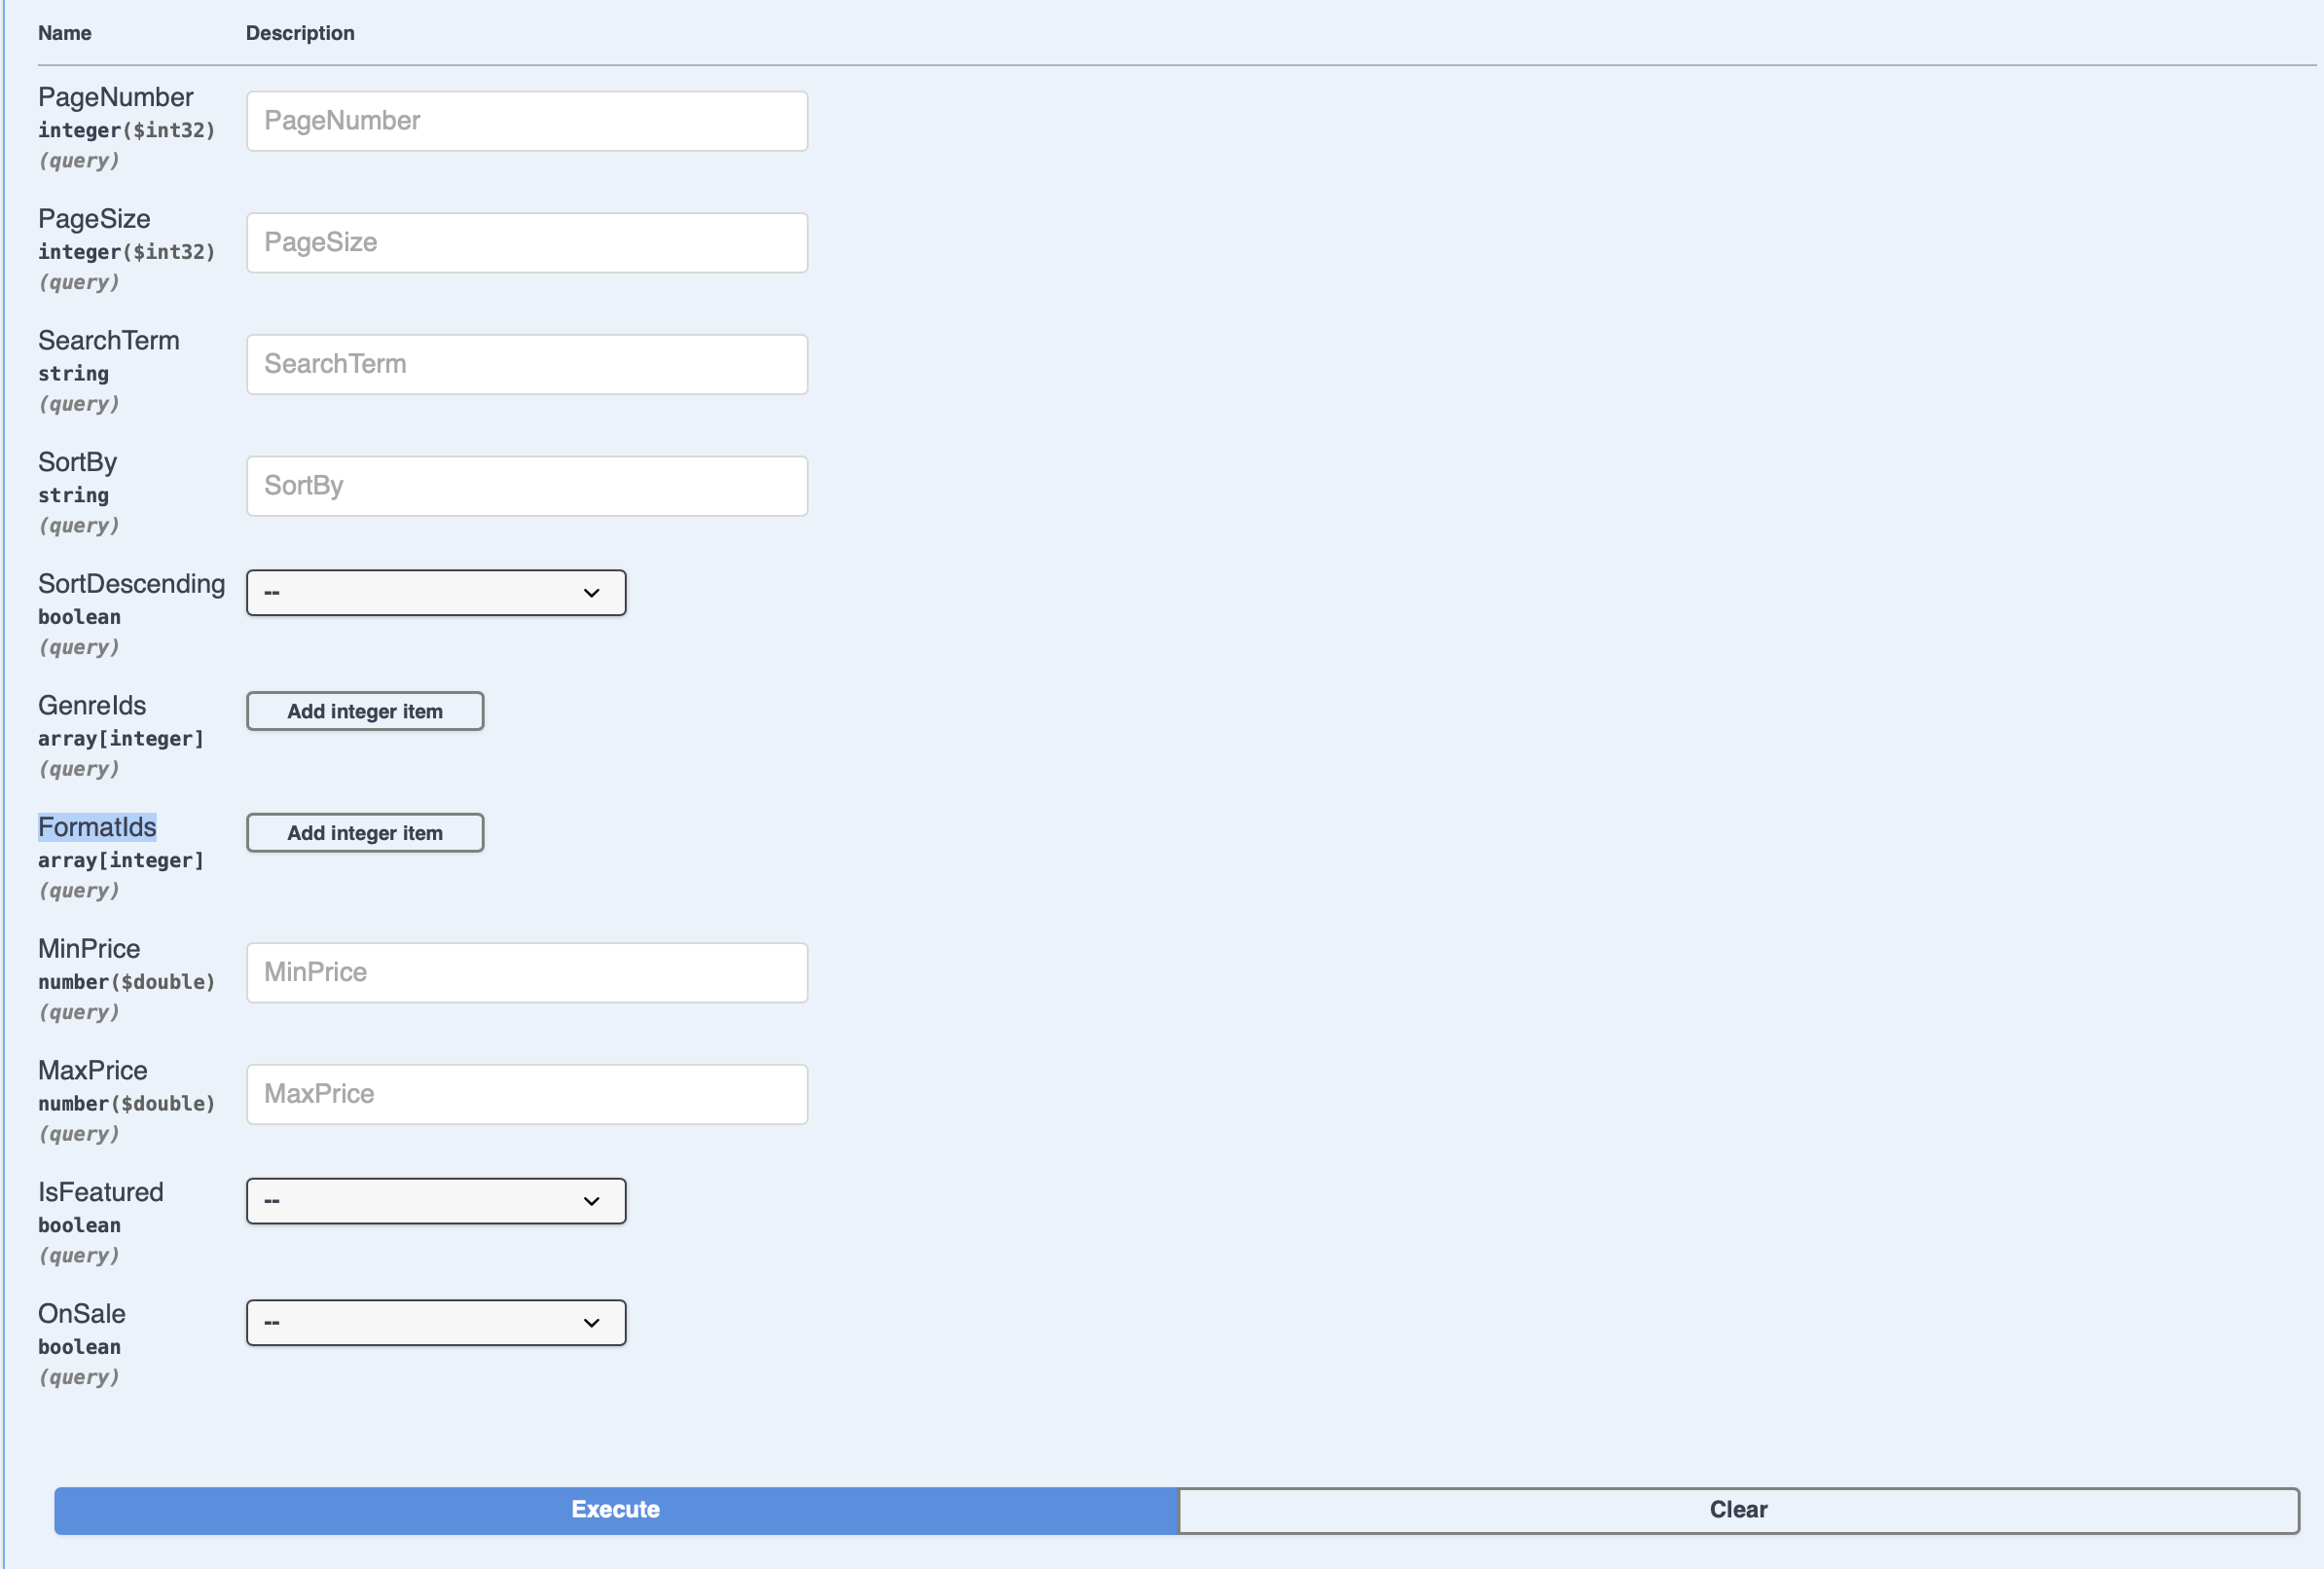 Name Description
PageNumber
integer($int32)
(query)
PageNumber
PageSize
integer($int32)
(query)
PageSize
SearchTerm
string
(query)
SearchTerm
SortBy
string
(query)
SortBy
SortDescending
boolean
(query)
--
GenreIds
array[integer]
(query)
Add integer item
FormatIds
array[integer]
(query)
Add integer item
MinPrice
number($double)
(query)
MinPrice
MaxPrice
number($double)
(query)
MaxPrice
IsFeatured
boolean
(query)
--
OnSale
boolean
(query)
--
Execute Clear